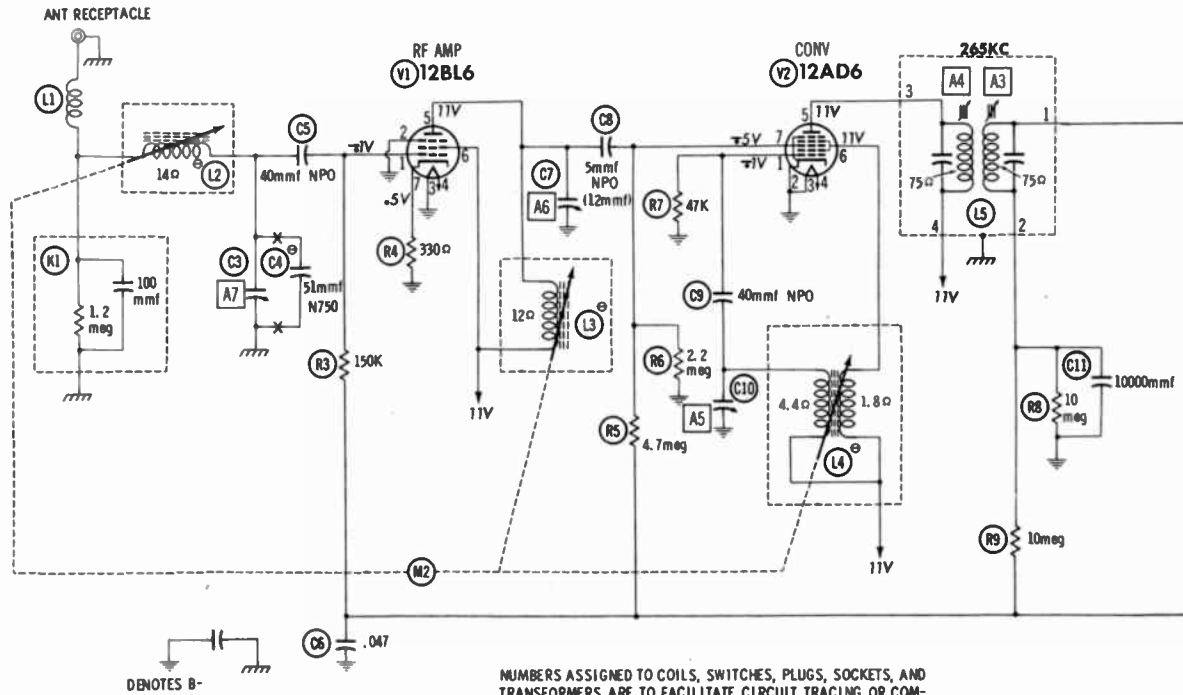 ANT RECEPTACLE
RF AMP
V1 12BL6
CONV
V2 12AD6
265KC
A4
A3
3
1
L1
L2
14Ω
C5
40mmf NPO
2
1
5
11V
6
7
3
4
.5V
R4
330Ω
C8
5mmf
NPO
(12mmf)
C7
A6
7
1
5
11V
11V
6
2
3
4
R7
47K
75Ω
75Ω
L5
4
2
11V
K1
100
mmf
1.2
meg
C3
A7
C4
51mmf
N750
R3
150K
12Ω
L3
11V
C9
40mmf NPO
R6
2.2
meg
C10
A5
R5
4.7meg
4.4Ω
1.8Ω
L4
11V
R8
10
meg
C11
10000mmf
R9
10meg
M2
C6
.047
DENOTES B-
NUMBERS ASSIGNED TO COILS, SWITCHES, PLUGS, SOCKETS, AND
TRANSFORMERS ARE TO FACILITATE CIRCUIT TRACING OR COM-